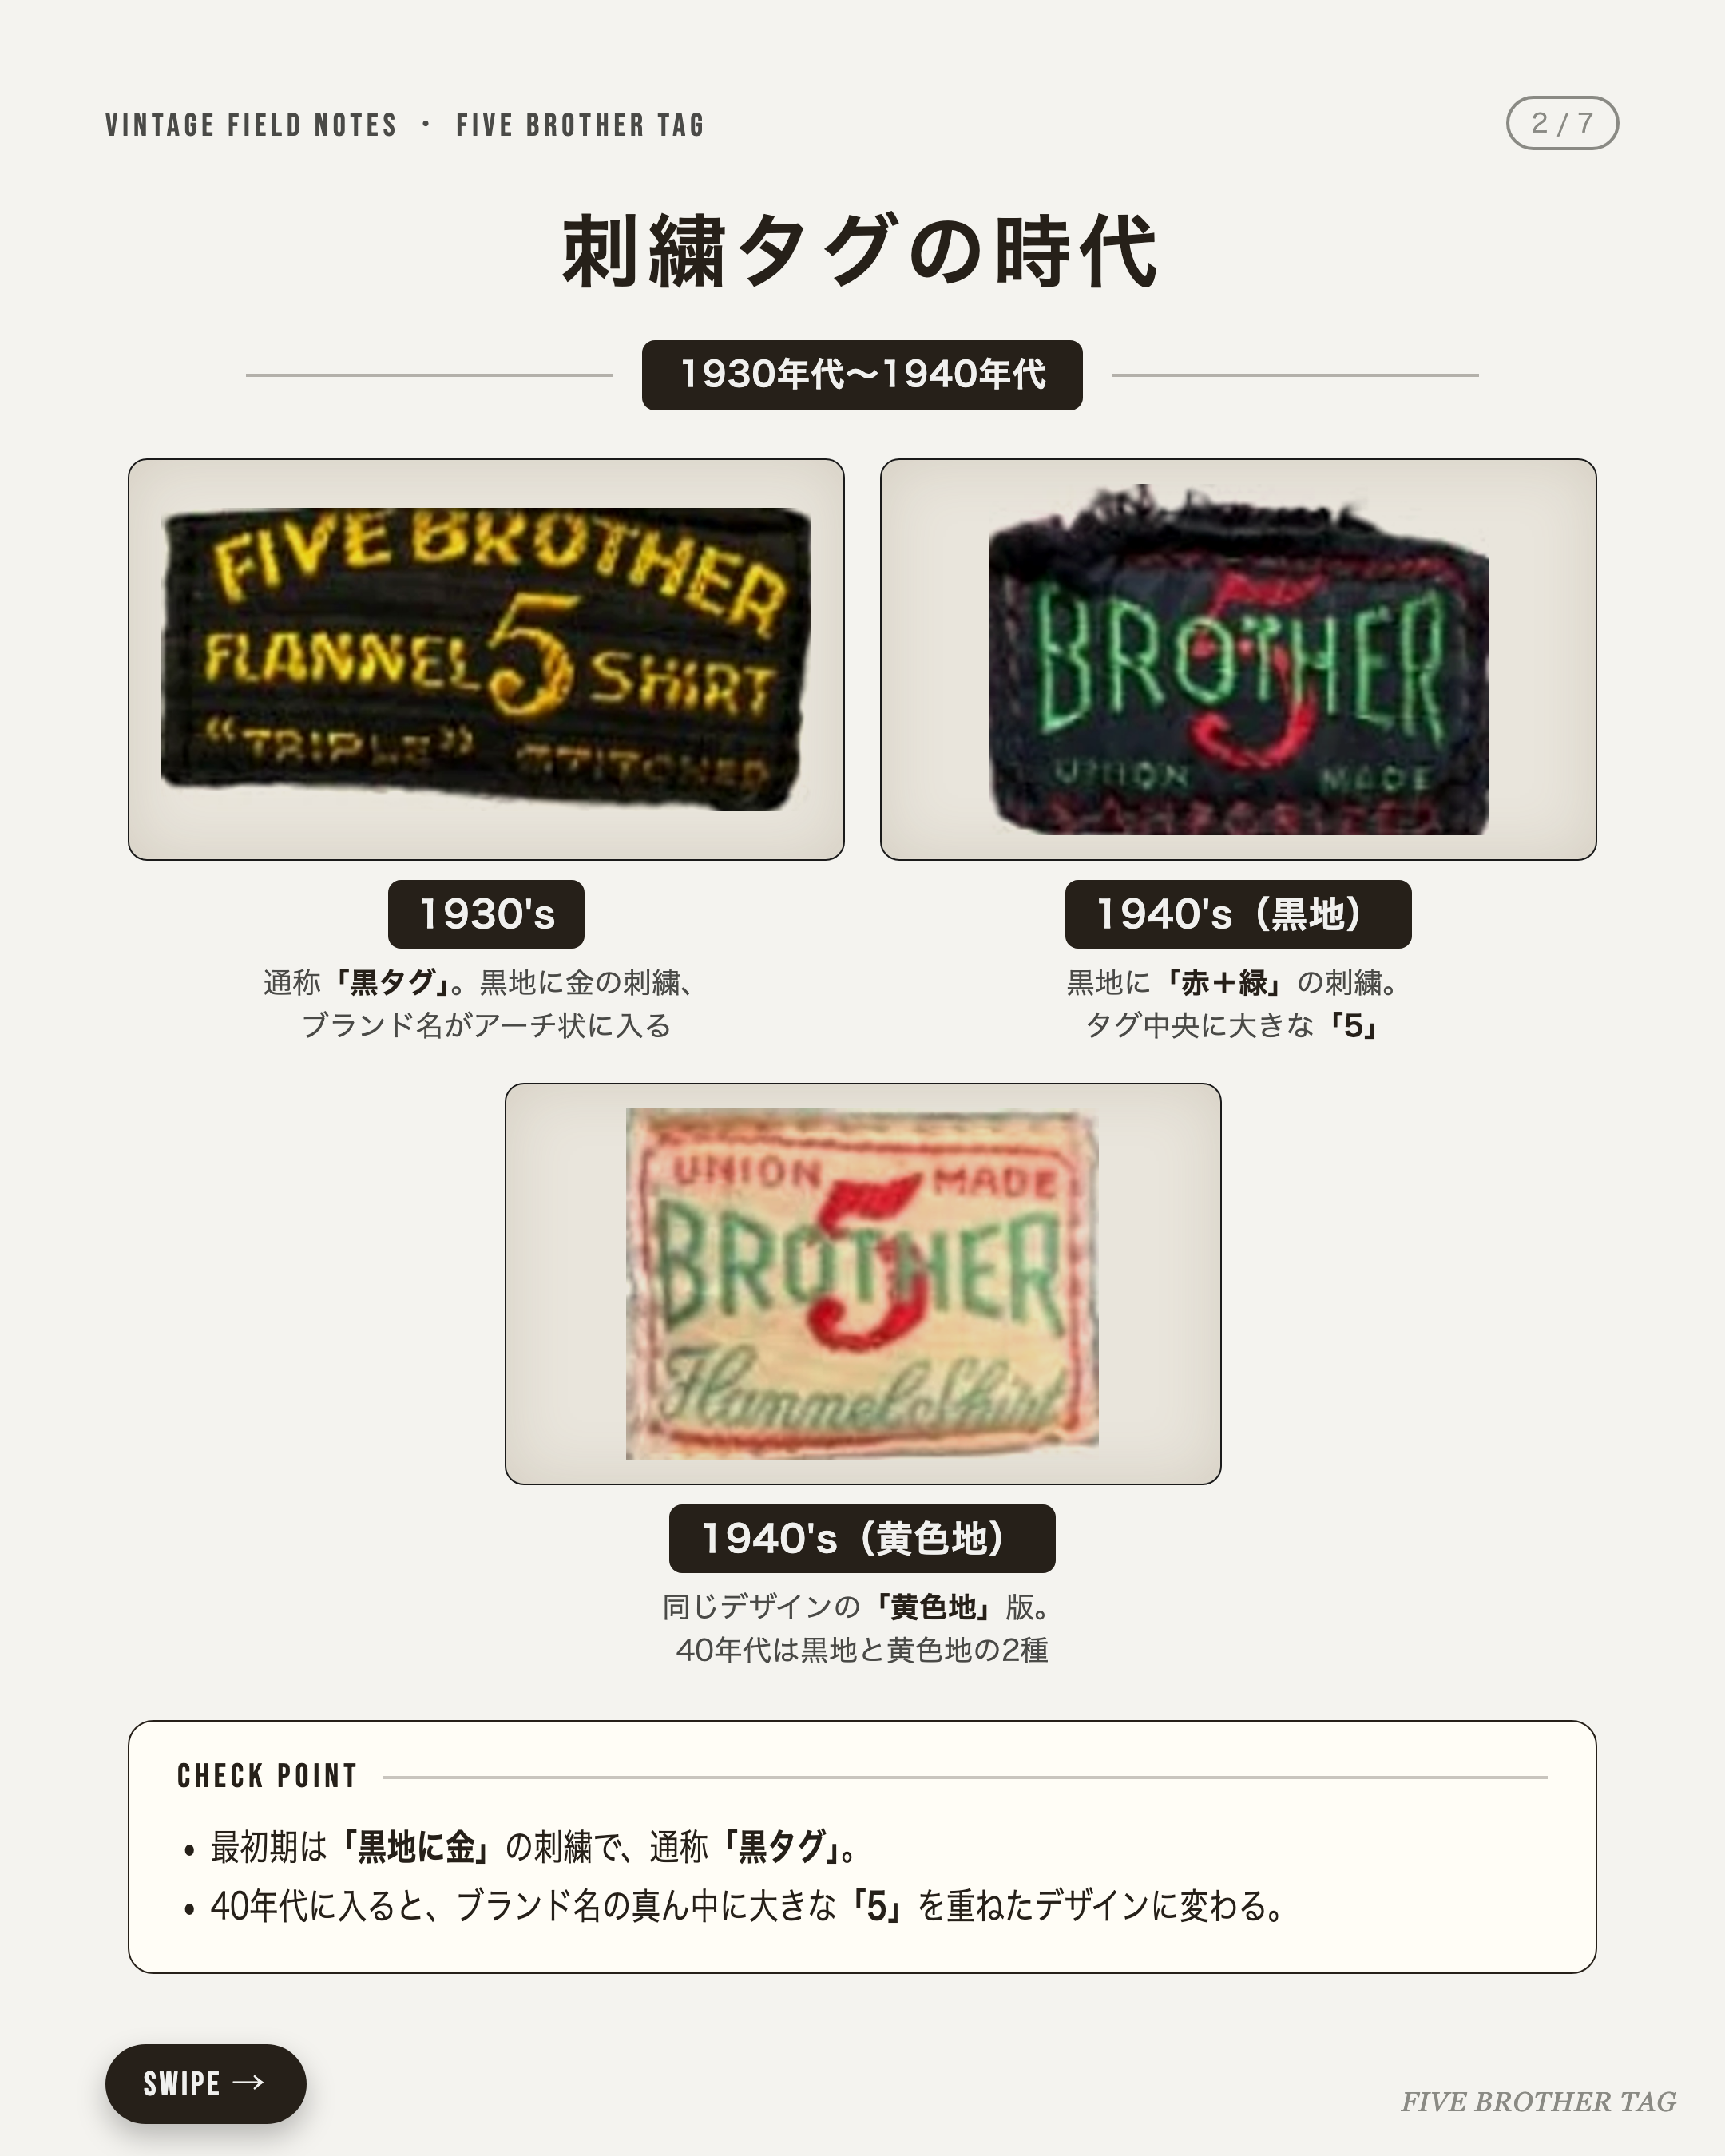 VINTAGE FIELD NOTES ・ FIVE BROTHER TAG
2 / 7
刺繍タグの時代
1930年代〜1940年代
FIVE BROTHER
FLANNEL 5 SHIRT
“TRIPLE” STITCHED
5
BROTHER
UNION MADE
SANFORIZED
1930's
通称「黒タグ」。黒地に金の刺繍、
ブランド名がアーチ状に入る
1940's（黒地）
黒地に「赤＋緑」の刺繍。
タグ中央に大きな「5」
UNION MADE
5
BROTHER
Flannel Shirt
1940's（黄色地）
同じデザインの「黄色地」版。
40年代は黒地と黄色地の2種
CHECK POINT
• 最初期は「黒地に金」の刺繍で、通称「黒タグ」。
• 40年代に入ると、ブランド名の真ん中に大きな「5」を重ねたデザインに変わる。
SWIPE →
FIVE BROTHER TAG